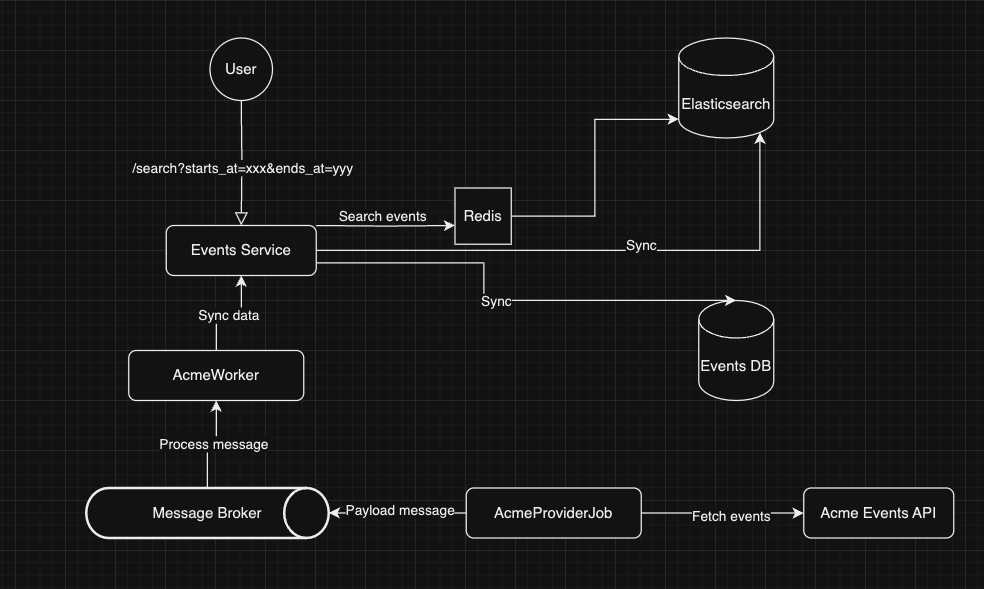 User
Elasticsearch
/search?starts_at=xxx&ends_at=yyy
Search events
Redis
Events Service
Sync
Sync
Sync data
Events DB
AcmeWorker
Process message
Message Broker
Payload message
AcmeProviderJob
Fetch events
Acme Events API